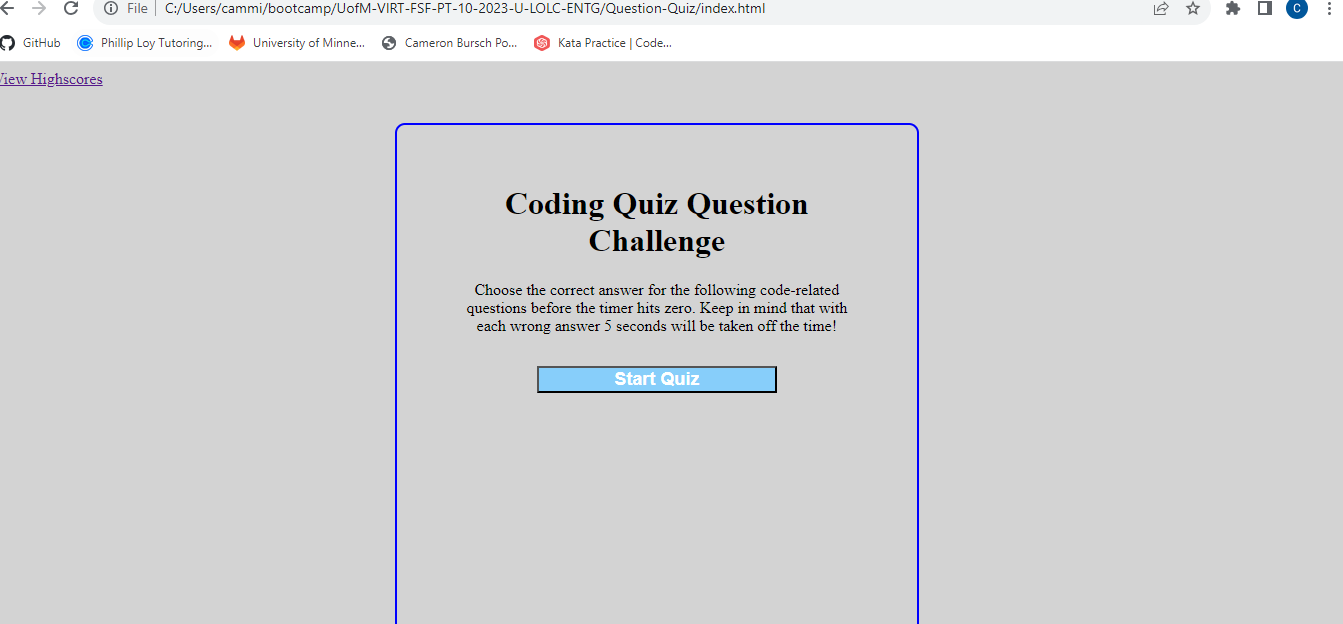 File C:/Users/cammi/bootcamp/UofM-VIRT-FSF-PT-10-2023-U-LOLC-ENTG/Question-Quiz/index.html C
GitHub Phillip Loy Tutoring... University of Minne... Cameron Bursch Po... Kata Practice | Code...
View Highscores
Coding Quiz Question
Challenge
Choose the correct answer for the following code-related
questions before the timer hits zero. Keep in mind that with
each wrong answer 5 seconds will be taken off the time!
Start Quiz